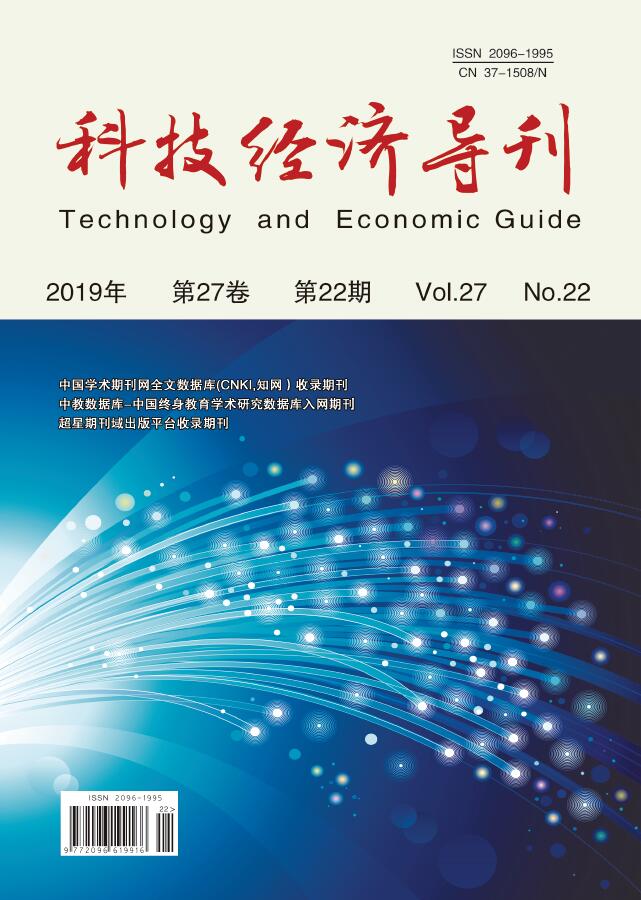 ISSN 2096-1995
CN 37-1508/N
科技经济导刊
Technology and Economic Guide
2019年 第27卷 第22期 Vol.27 No.22
中国学术期刊网全文数据库(CNKI,知网)收录期刊
中教数据库-中国终身教育学术研究数据库入网期刊
超星期刊域出版平台收录期刊
ISSN 2096-1995
22>
9 772096 619916